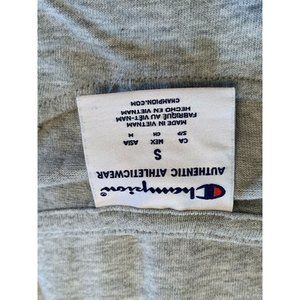 Champion
AUTHENTIC ATHLETICWEAR
S
CA MEX ASIA
S/P CH M
MADE IN VIETNAM
FABRIQUÉ AU VIET-NAM
HECHO EN VIETNAM
CHAMPION.COM